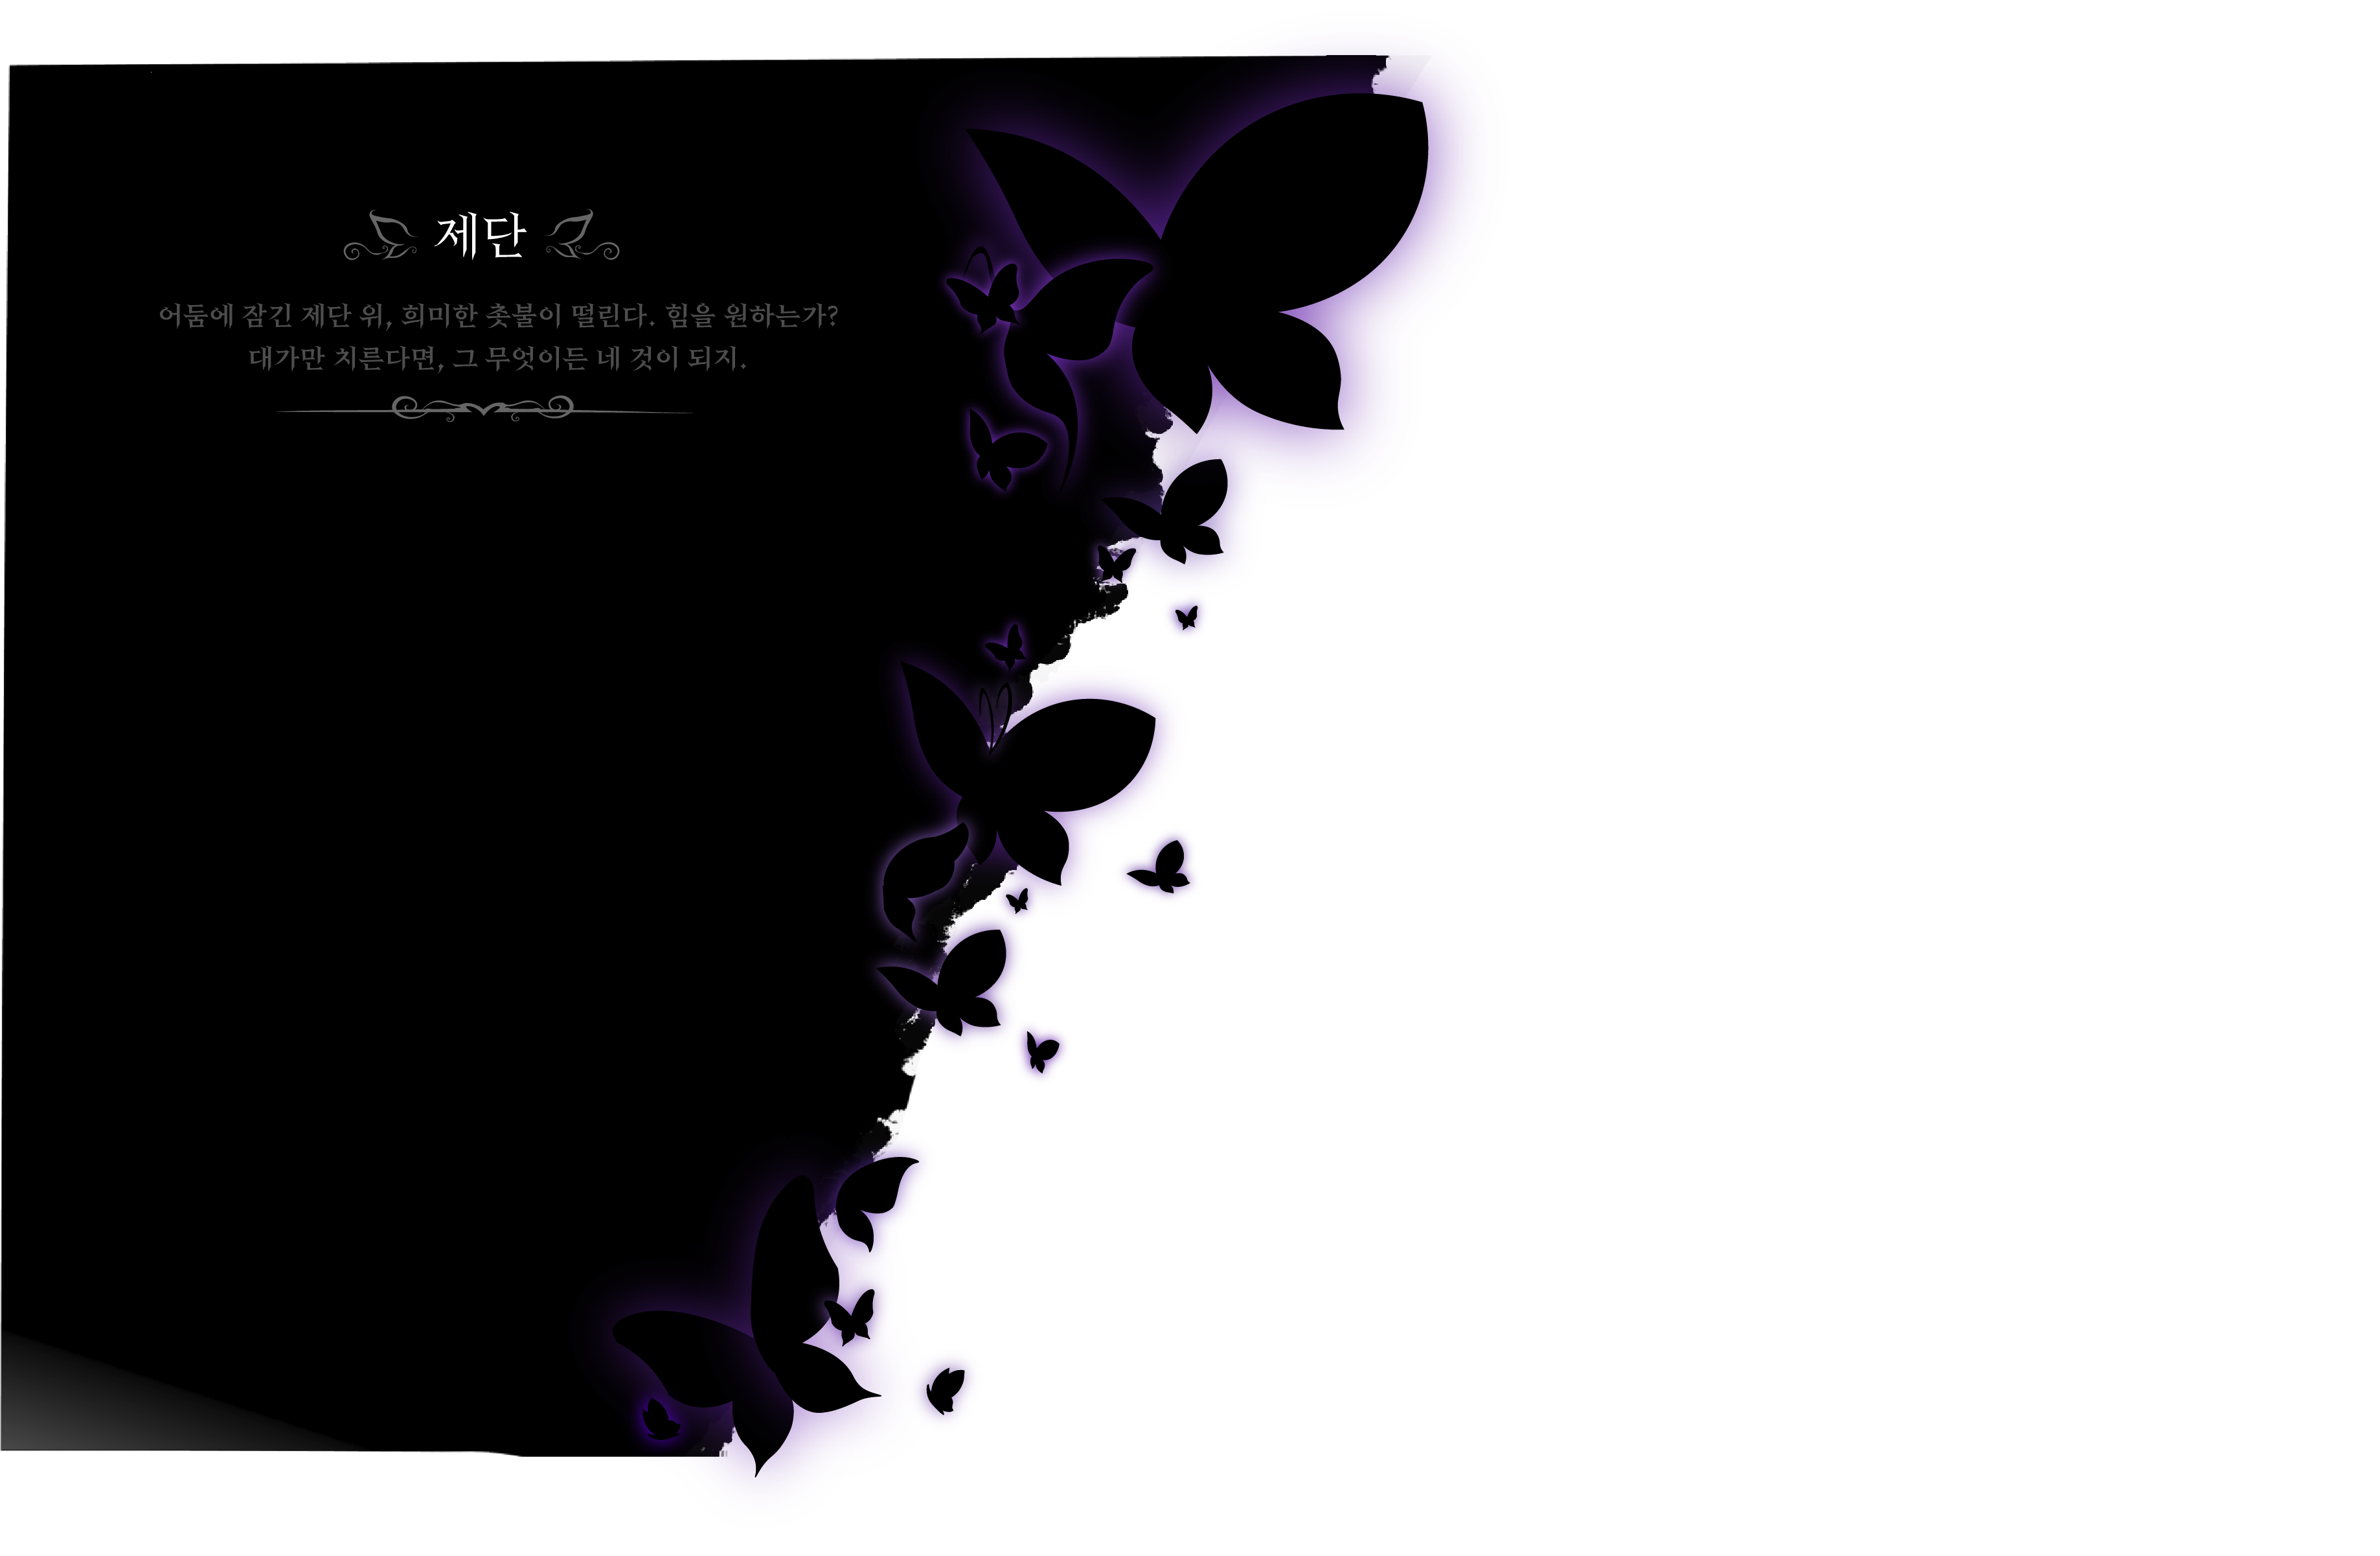 제단
어둠에 잠긴 제단 위, 희미한 촛불이 떨린다. 힘을 원하는가?
대가만 치른다면, 그 무엇이든 네 것이 되지.